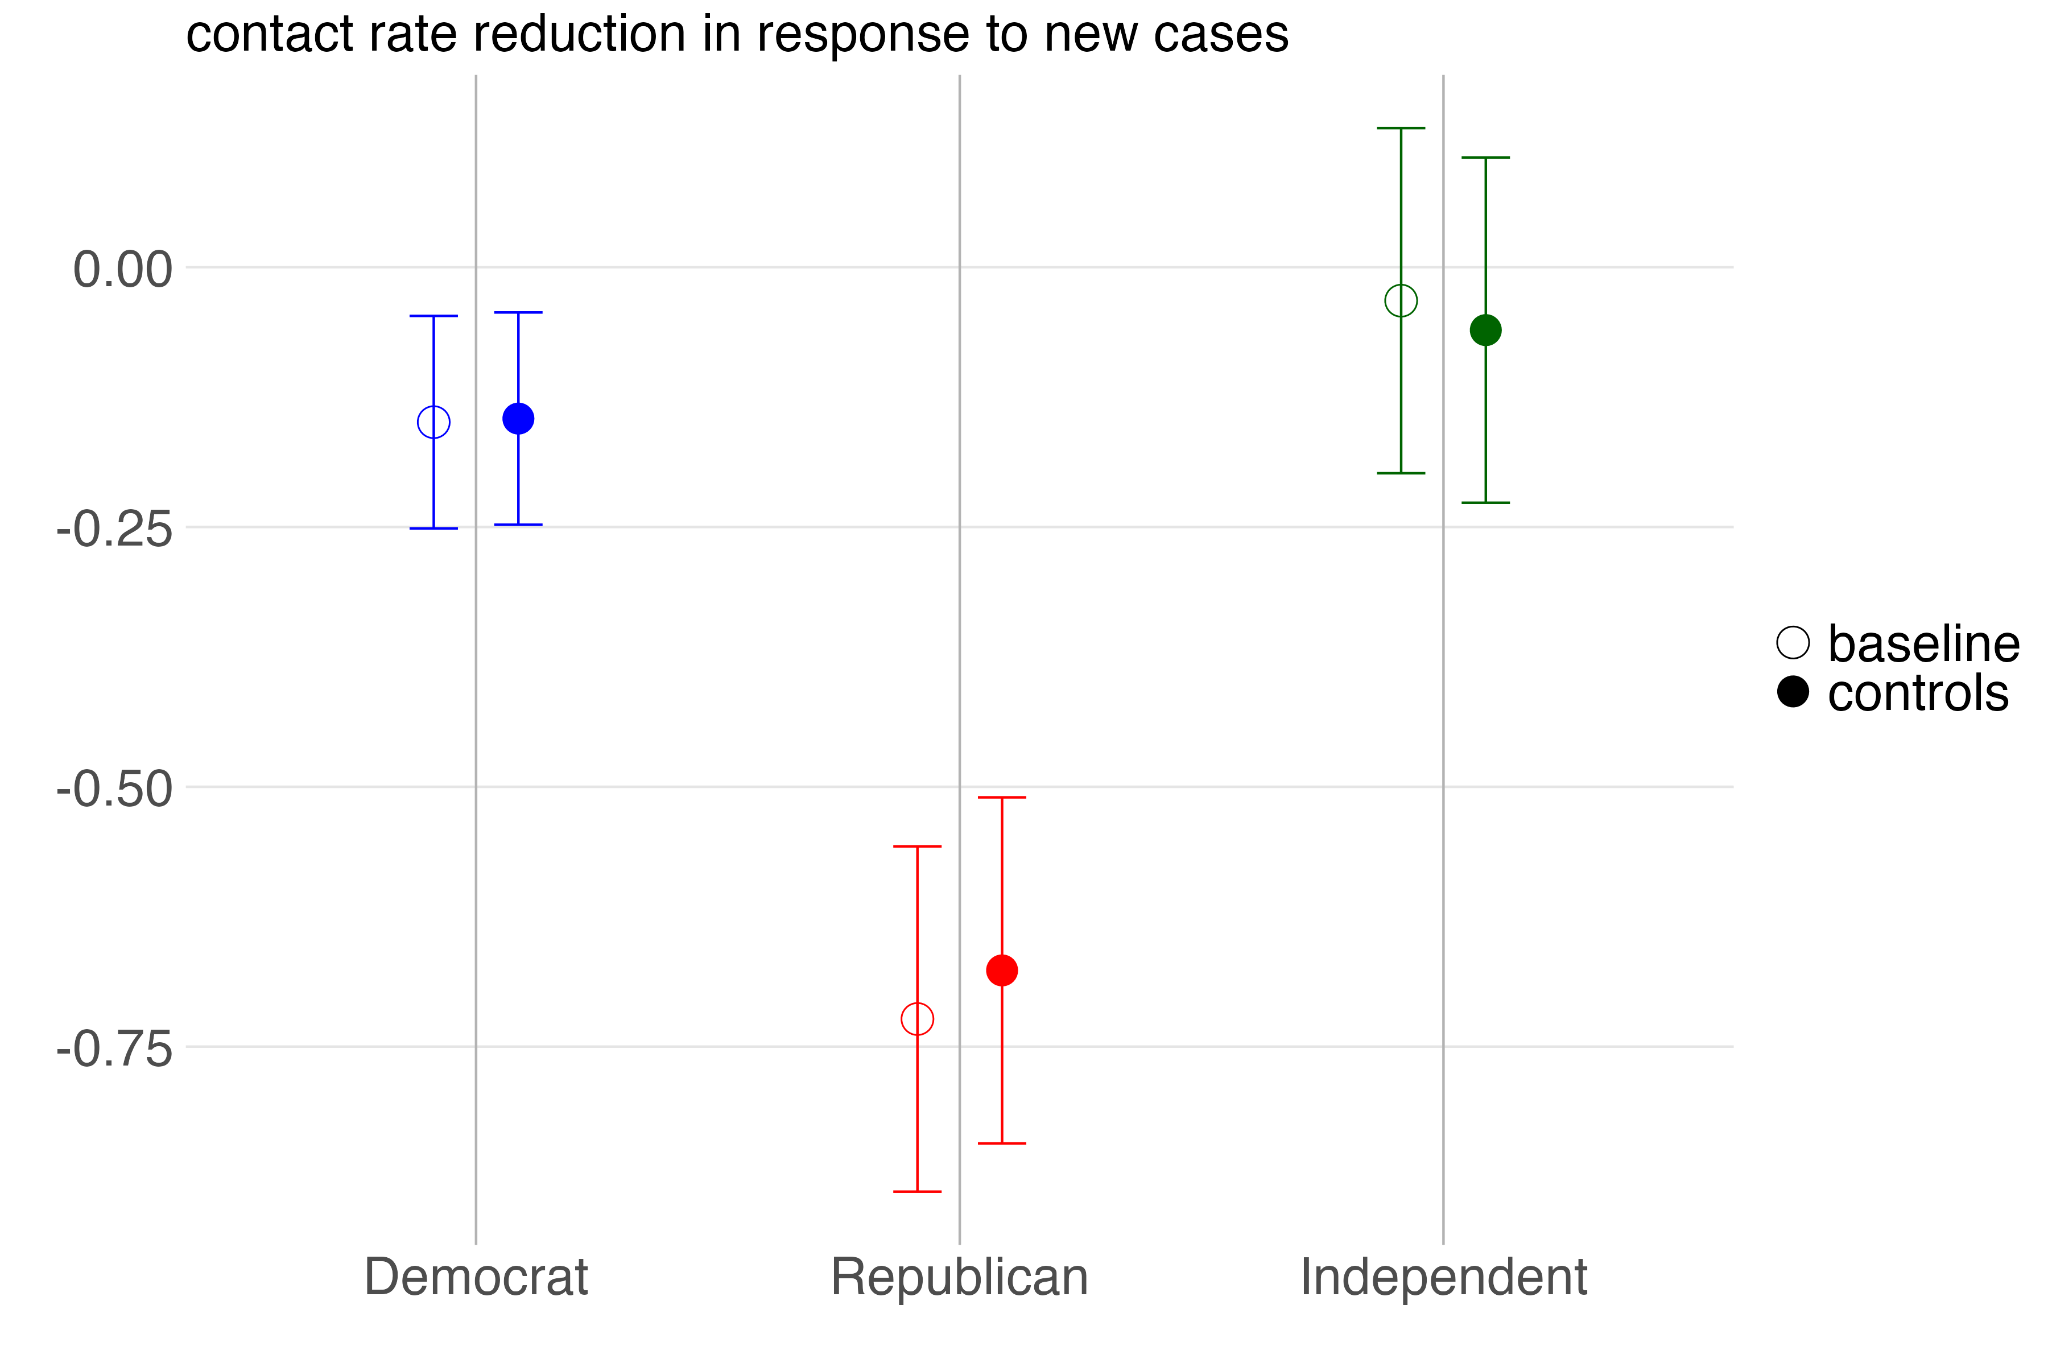 contact rate reduction in response to new cases
0.00
-0.25
-0.50
-0.75
Democrat
Republican
Independent
baseline
controls